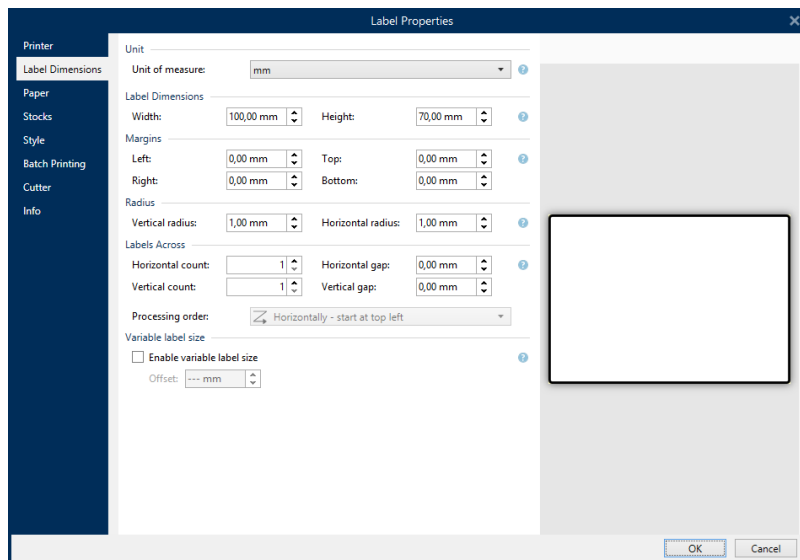 Label Properties
Printer
Label Dimensions
Paper
Stocks
Style
Batch Printing
Cutter
Info
Unit
Unit of measure: mm
Label Dimensions
Width: 100,00 mm Height: 70,00 mm
Margins
Left: 0,00 mm Top: 0,00 mm
Right: 0,00 mm Bottom: 0,00 mm
Radius
Vertical radius: 1,00 mm Horizontal radius: 1,00 mm
Labels Across
Horizontal count: 1 Horizontal gap: 0,00 mm
Vertical count: 1 Vertical gap: 0,00 mm
Processing order: Horizontally - start at top left
Variable label size
Enable variable label size
Offset: --- mm
OK Cancel